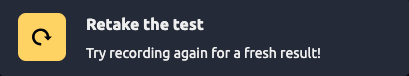 Retake the test
Try recording again for a fresh result!